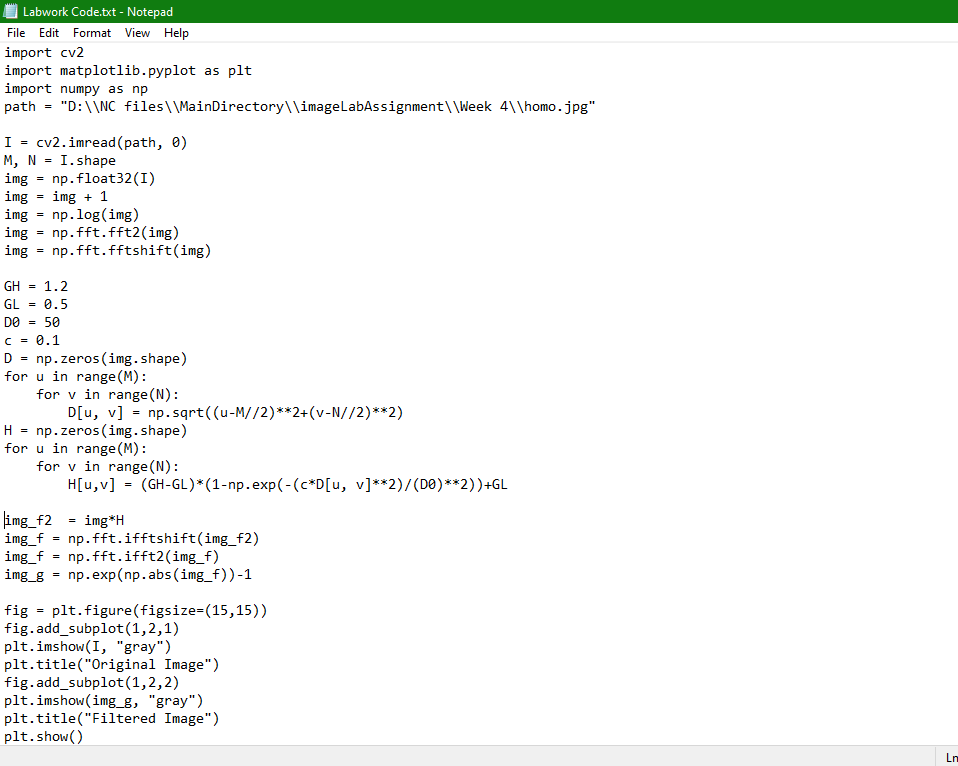 Labwork Code.txt - Notepad
File Edit Format View Help
import cv2
import matplotlib.pyplot as plt
import numpy as np
path = "D:\\NC files\\MainDirectory\\imageLabAssignment\\Week 4\\homo.jpg"

I = cv2.imread(path, 0)
M, N = I.shape
img = np.float32(I)
img = img + 1
img = np.log(img)
img = np.fft.fft2(img)
img = np.fft.fftshift(img)

GH = 1.2
GL = 0.5
D0 = 50
c = 0.1
D = np.zeros(img.shape)
for u in range(M):
    for v in range(N):
        D[u, v] = np.sqrt((u-M//2)**2+(v-N//2)**2)
H = np.zeros(img.shape)
for u in range(M):
    for v in range(N):
        H[u,v] = (GH-GL)*(1-np.exp(-(c*D[u, v]**2)/(D0)**2))+GL

img_f2  = img*H
img_f = np.fft.ifftshift(img_f2)
img_f = np.fft.ifft2(img_f)
img_g = np.exp(np.abs(img_f))-1

fig = plt.figure(figsize=(15,15))
fig.add_subplot(1,2,1)
plt.imshow(I, "gray")
plt.title("Original Image")
fig.add_subplot(1,2,2)
plt.imshow(img_g, "gray")
plt.title("Filtered Image")
plt.show()
Ln